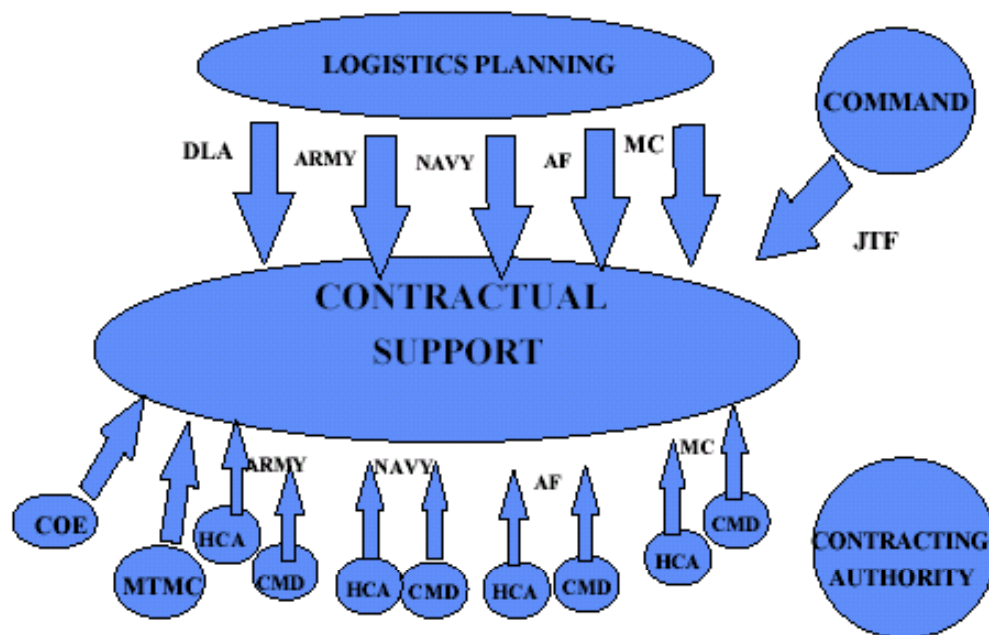 LOGISTICS PLANNING
COMMAND
DLA
ARMY
NAVY
AF
MC
JTF
CONTRACTUAL
SUPPORT
ARMY
NAVY
AF
MC
COE
MTMC
HCA
CMD
HCA
CMD
HCA
CMD
HCA
CMD
CONTRACTING
AUTHORITY